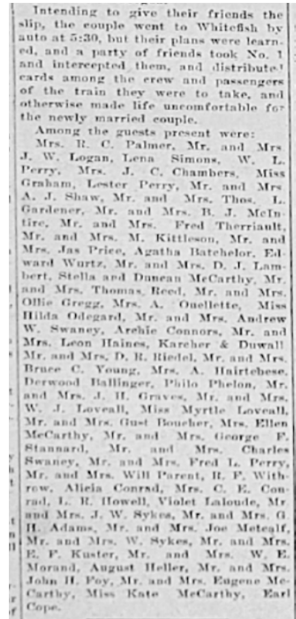 Intending to give their friends the
slip, the couple went to Whitefish by
auto at 5:30, but their plans were learn-
ed, and a party of friends took No. 1
and intercepted them, and distributed
cards among the crew and passengers
of the train they were to take, and
otherwise made life uncomfortable for
the newly married couple.
Among the guests present were:
Mrs. R. C. Palmer, Mr. and Mrs
J. W. Logan, Lena Simons, W. L
Perry, Mrs. J. C. Chambers, Miss
Graham, Lester Perry, Mr. and Mrs
A. J. Shaw, Mr. and Mrs. Thos. L.
Gardener, Mr. and Mrs. B. J. McIn-
tire, Mr. and Mrs. Fred Therriault,
Mr. and Mrs. M. Kittleson, Mr. and
Mrs. Jas Price, Agatha Batchelor, Ed-
ward Wurtz, Mr. and Mrs. D. J. Lam-
bert, Stella and Duncan McCarthy, Mr.
and Mrs. Thomas Reed, Mr. and Mrs.
Ollie Gregg, Mrs. A. Ouellette, Miss
Hilda Odegard, Mr. and Mrs. Andrew
W. Swaney, Archie Connors, Mr. and
Mrs. Leon Haines, Karcher & Duwall
Mr. and Mrs. D. R. Riedel, Mr. and Mrs.
Bruce C. Young, Mrs. A. Hairtebese,
Derwood Ballinger, Philo Phelon, Mr.
and Mrs. J. H. Graves, Mr. and Mrs.
W. J. Loveall, Miss Myrtle Loveall,
Mr. and Mrs. Gust Boucher, Mrs. Ellen
McCarthy, Mr. and Mrs. George F.
Stannard, Mr. and Mrs. Charles
Swaney, Mr. and Mrs. Fred L. Perry,
Mr. and Mrs. Will Parent, R. F. With-
row, Alicia Conrad, Mrs. C. E. Con-
rad, L. R. Howell, Violet Laloude, Mr
and Mrs. J. W. Sykes, Mr. and Mrs. G
H. Adams, Mr. and Mrs. Joe Metcalf,
Mr. and Mrs. W. Sykes, Mr. and Mrs.
E. F. Kuster, Mr. and Mrs. W. E.
Morand, August Heller, Mr. and Mrs.
John H. Foy, Mr. and Mrs. Eugene Mc-
Carthy, Miss Kate McCarthy, Earl
Cope.